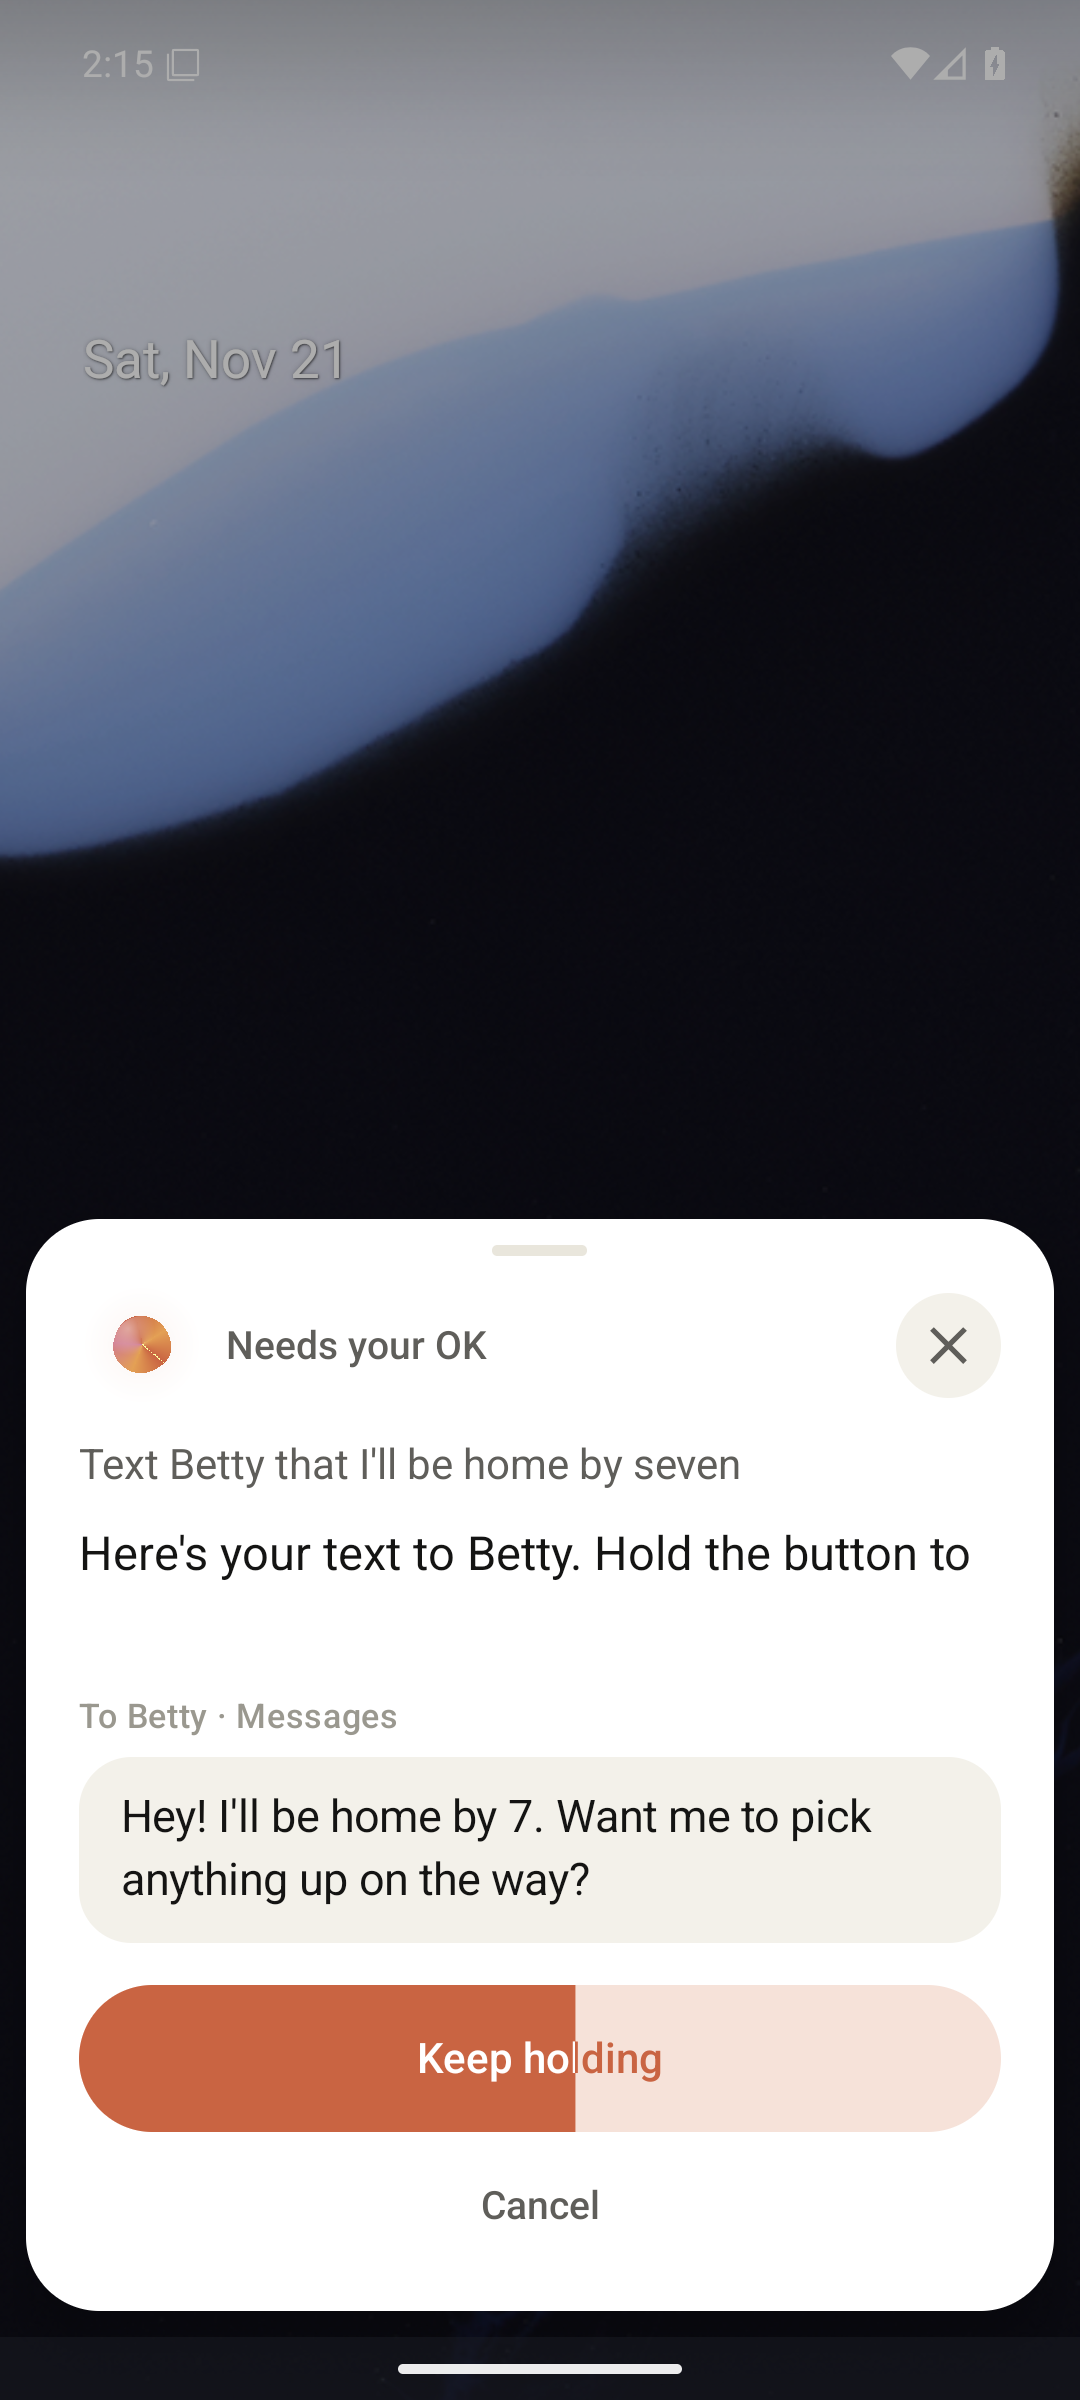 2:15
Sat, Nov 21
Needs your OK
Text Betty that I'll be home by seven
Here's your text to Betty. Hold the button to
To Betty · Messages
Hey! I'll be home by 7. Want me to pick
anything up on the way?
Keep holding
Cancel